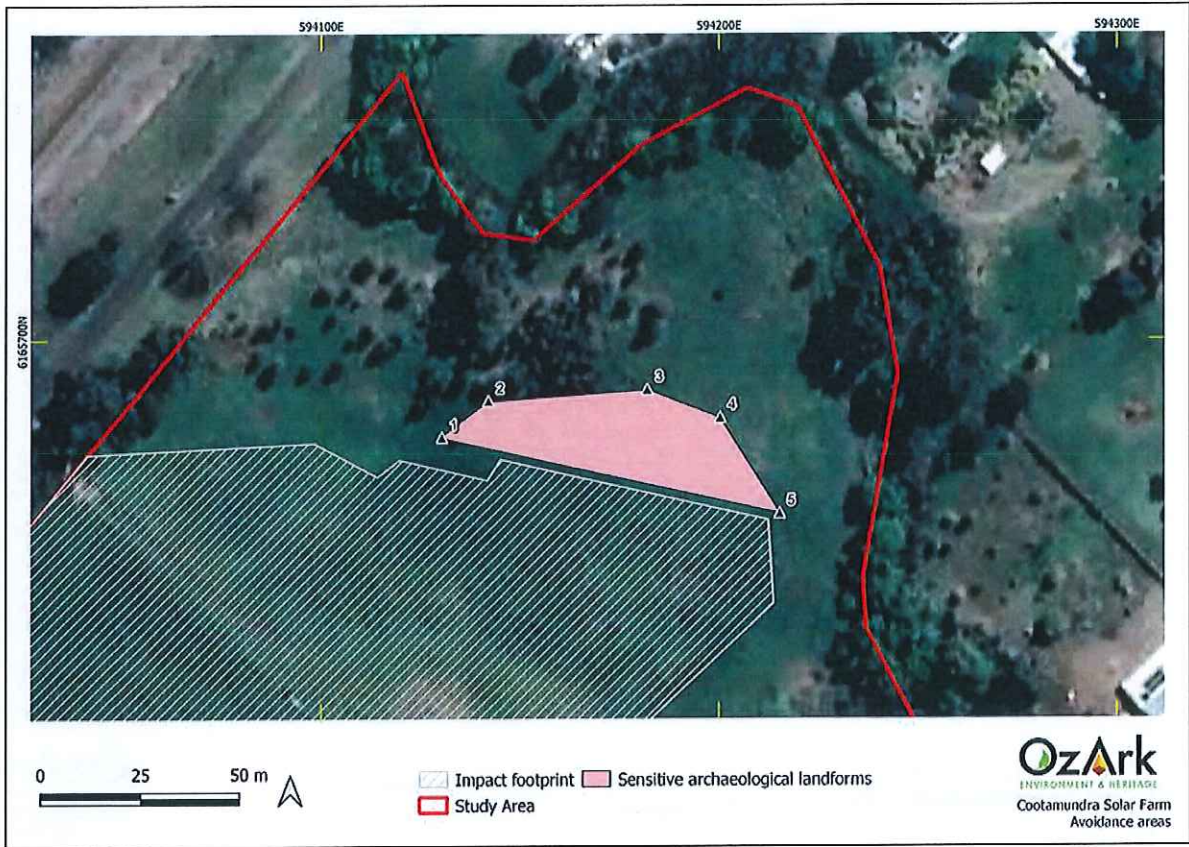 594100E
594200E
594300E
6165700N
1
2
3
4
5
0 25 50 m
Impact footprint
Sensitive archaeological landforms
Study Area
OzArk
ENVIRONMENT & HERITAGE
Cootamundra Solar Farm
Avoidance areas